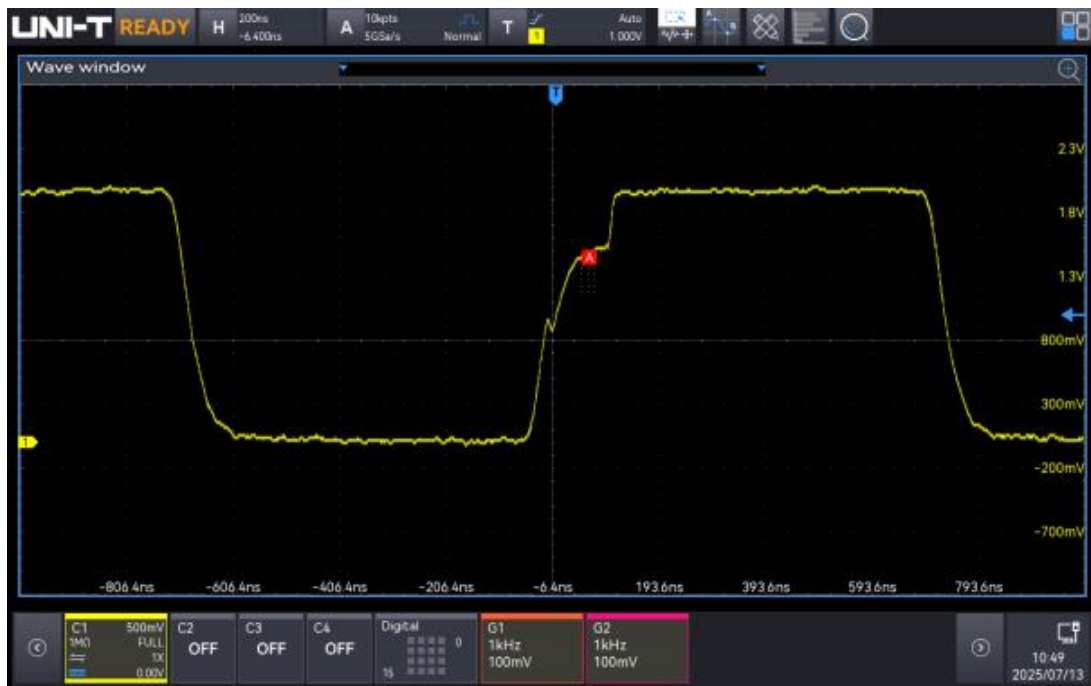 UNI-T READY H 200ns -6.400ns A 10kpts 5GSa/s Normal T 1 Auto 1.000V
Wave window
T
2.3V
1.8V
A
1.3V
800mV
300mV
1
-200mV
-700mV
-806.4ns -606.4ns -406.4ns -206.4ns -6.4ns 193.6ns 393.6ns 593.6ns 793.6ns
C1 500mV C2 C3 C4 Digital 0 G1 G2
1MΩ FULL OFF OFF OFF 1kHz 1kHz
1X 100mV 100mV
0.00V 15
10:49
2025/07/13